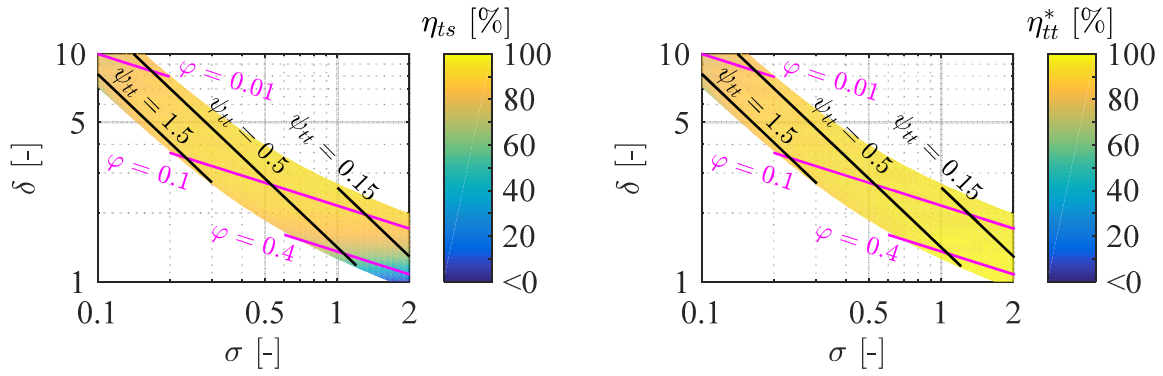 η_ts [%]
10
5
1
δ [-]
0.1
0.5
1
2
σ [-]
φ = 0.01
φ = 0.1
φ = 0.4
ψ_tt = 1.5
ψ_tt = 0.5
ψ_tt = 0.15
100
80
60
40
20
<0
η*_tt [%]
10
5
1
δ [-]
0.1
0.5
1
2
σ [-]
φ = 0.01
φ = 0.1
φ = 0.4
ψ_tt = 1.5
ψ_tt = 0.5
ψ_tt = 0.15
100
80
60
40
20
<0